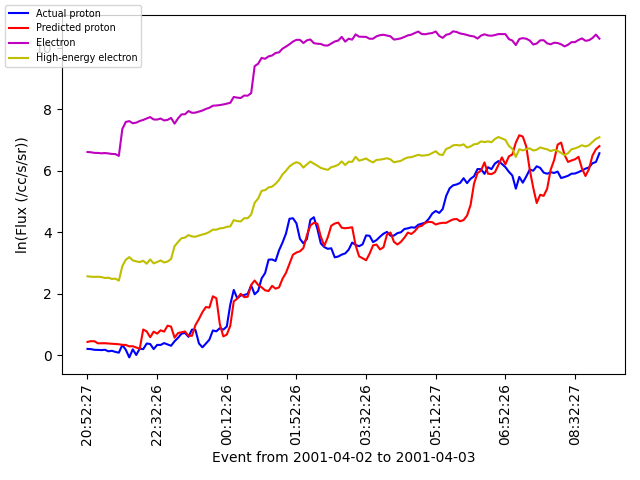 Actual proton
Predicted proton
Electron
High-energy electron
10
8
6
4
2
0
ln(Flux (/cc/s/sr))
20:52:27
22:32:26
00:12:26
01:52:26
03:32:26
05:12:27
06:52:26
08:32:27
Event from 2001-04-02 to 2001-04-03